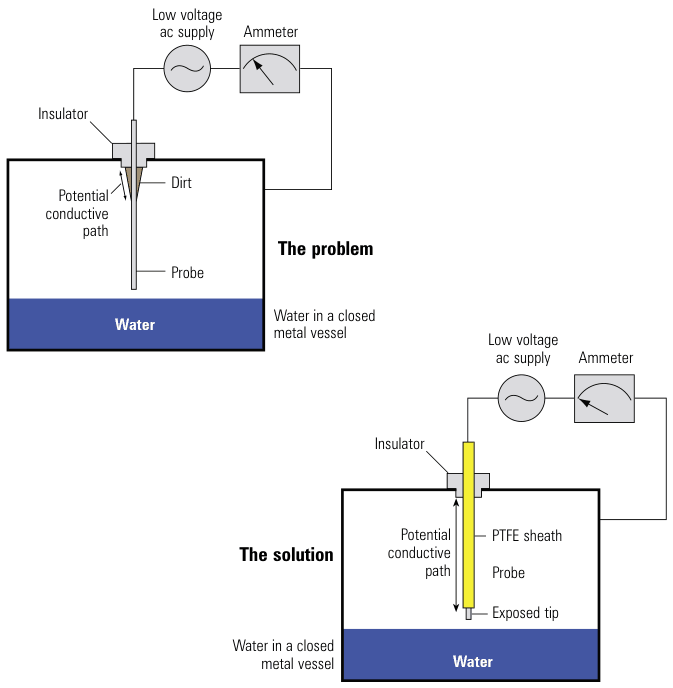 Low voltage
ac supply
Ammeter
Insulator
Dirt
Potential
conductive
path
The problem
Probe
Water
Water in a closed
metal vessel
Low voltage
ac supply
Ammeter
Insulator
Potential
conductive
path
PTFE sheath
The solution
Probe
Exposed tip
Water in a closed
metal vessel
Water